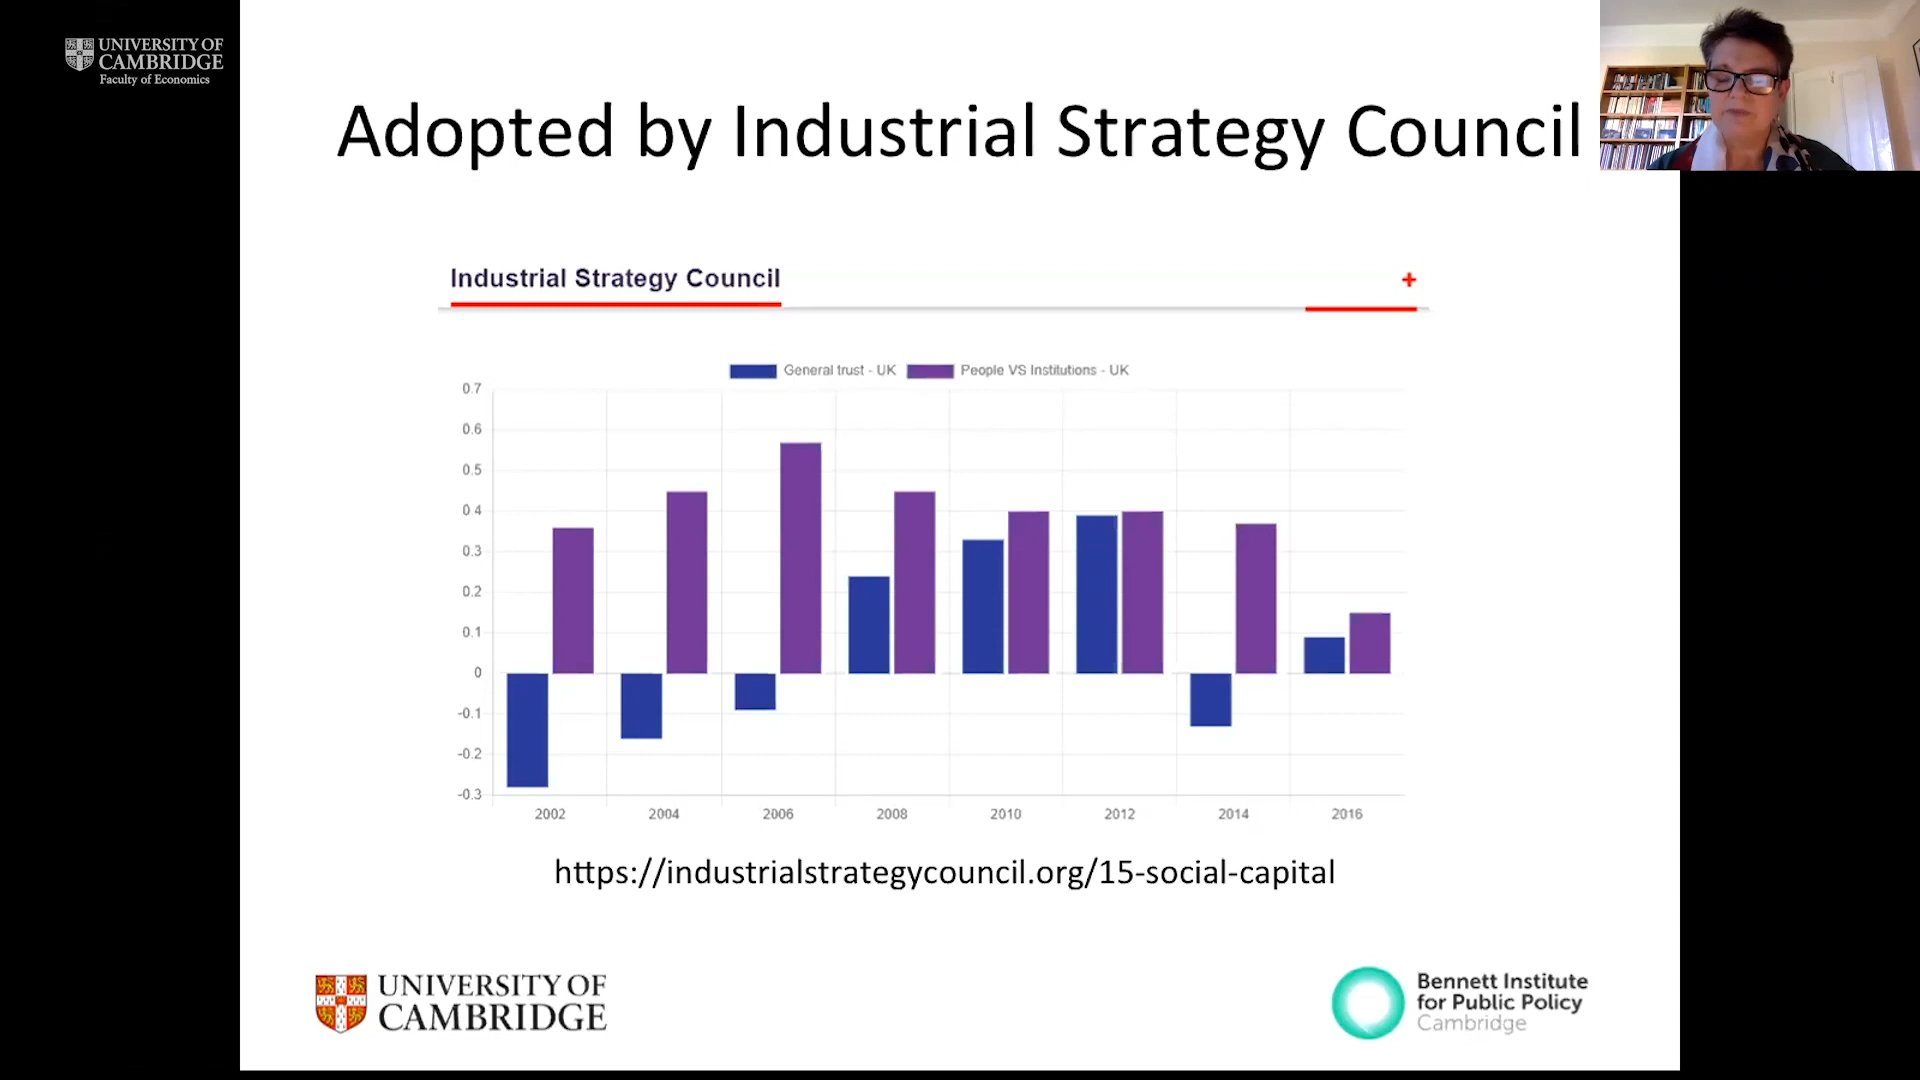 UNIVERSITY OF
CAMBRIDGE
Faculty of Economics
Adopted by Industrial Strategy Council
Industrial Strategy Council
+
General trust - UK
People VS Institutions - UK
0.7
0.6
0.5
0.4
0.3
0.2
0.1
0
-0.1
-0.2
-0.3
2002 2004 2006 2008 2010 2012 2014 2016
https://industrialstrategycouncil.org/15-social-capital
UNIVERSITY OF
CAMBRIDGE
Bennett Institute
for Public Policy
Cambridge